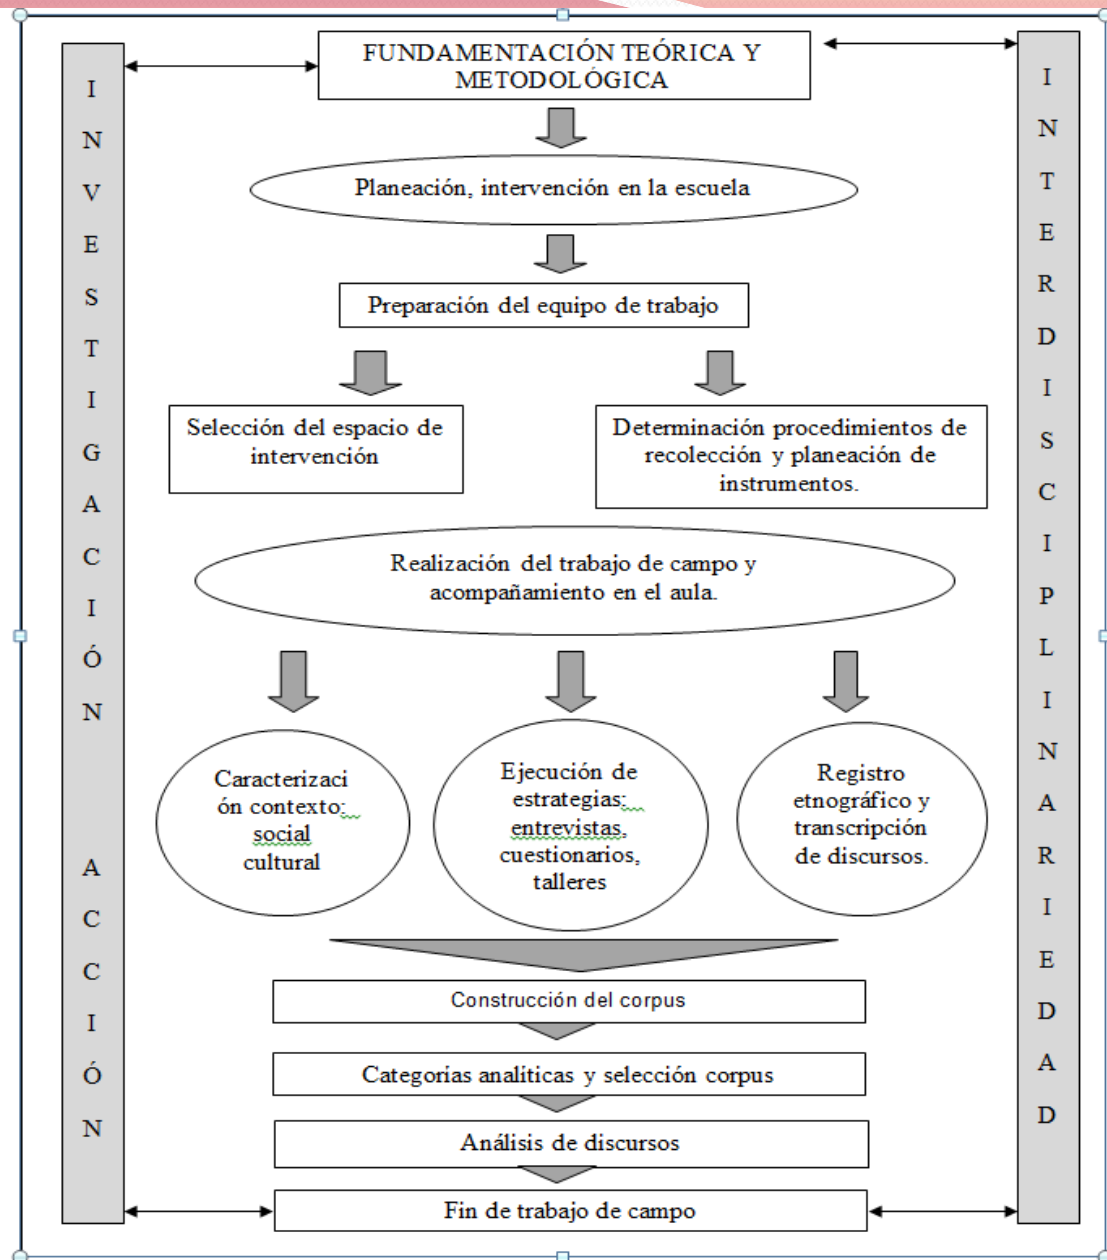 FUNDAMENTACIÓN TEÓRICA Y
METODOLÓGICA
Planeación, intervención en la escuela
Preparación del equipo de trabajo
Selección del espacio de
intervención
Determinación procedimientos de
recolección y planeación de
instrumentos.
Realización del trabajo de campo y
acompañamiento en el aula.
Caracterizaci
ón contexto:
social
cultural
Ejecución de
estrategias:
entrevistas,
cuestionarios,
talleres
Registro
etnográfico y
transcripción
de discursos.
Construcción del corpus
Categorías analíticas y selección corpus
Análisis de discursos
Fin de trabajo de campo
INVESTIGACIÓN ACCIÓN
INTERDISCIPLINARIEDAD